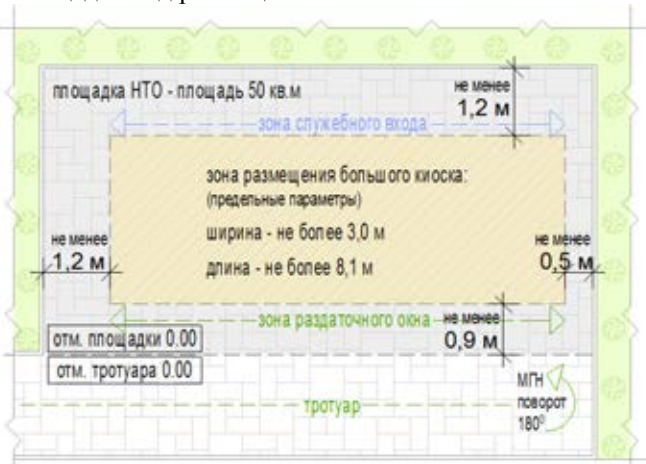 площадка НТО - площадь 50 кв.м
не менее
1,2 м
зона служебного входа
зона размещения большого киоска:
(предельные параметры)
ширина - не более 3,0 м
длина - не более 8,1 м
не менее
1,2 м
не менее
0,5 м
зона раздаточного окна
не менее
0,9 м
отм. площадки 0.00
отм. тротуара 0.00
тротуар
МГН
поворот
180⁰